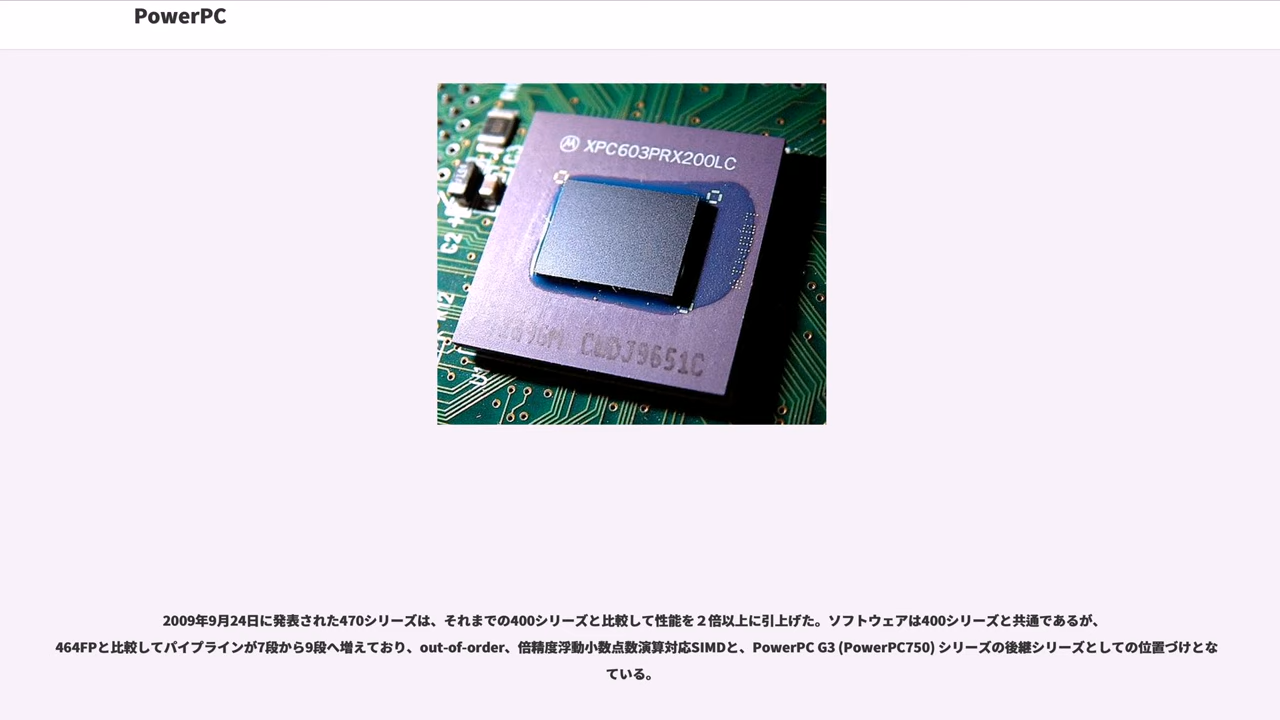 PowerPC
XPC603PRX200LC
CWDJ9651C
2009年9月24日に発表された470シリーズは、それまでの400シリーズと比較して性能を２倍以上に引上げた。ソフトウェアは400シリーズと共通であるが、
464FPと比較してパイプラインが7段から9段へ増えており、out-of-order、倍精度浮動小数点数演算対応SIMDと、PowerPC G3 (PowerPC750) シリーズの後継シリーズとしての位置づけとな
ている。